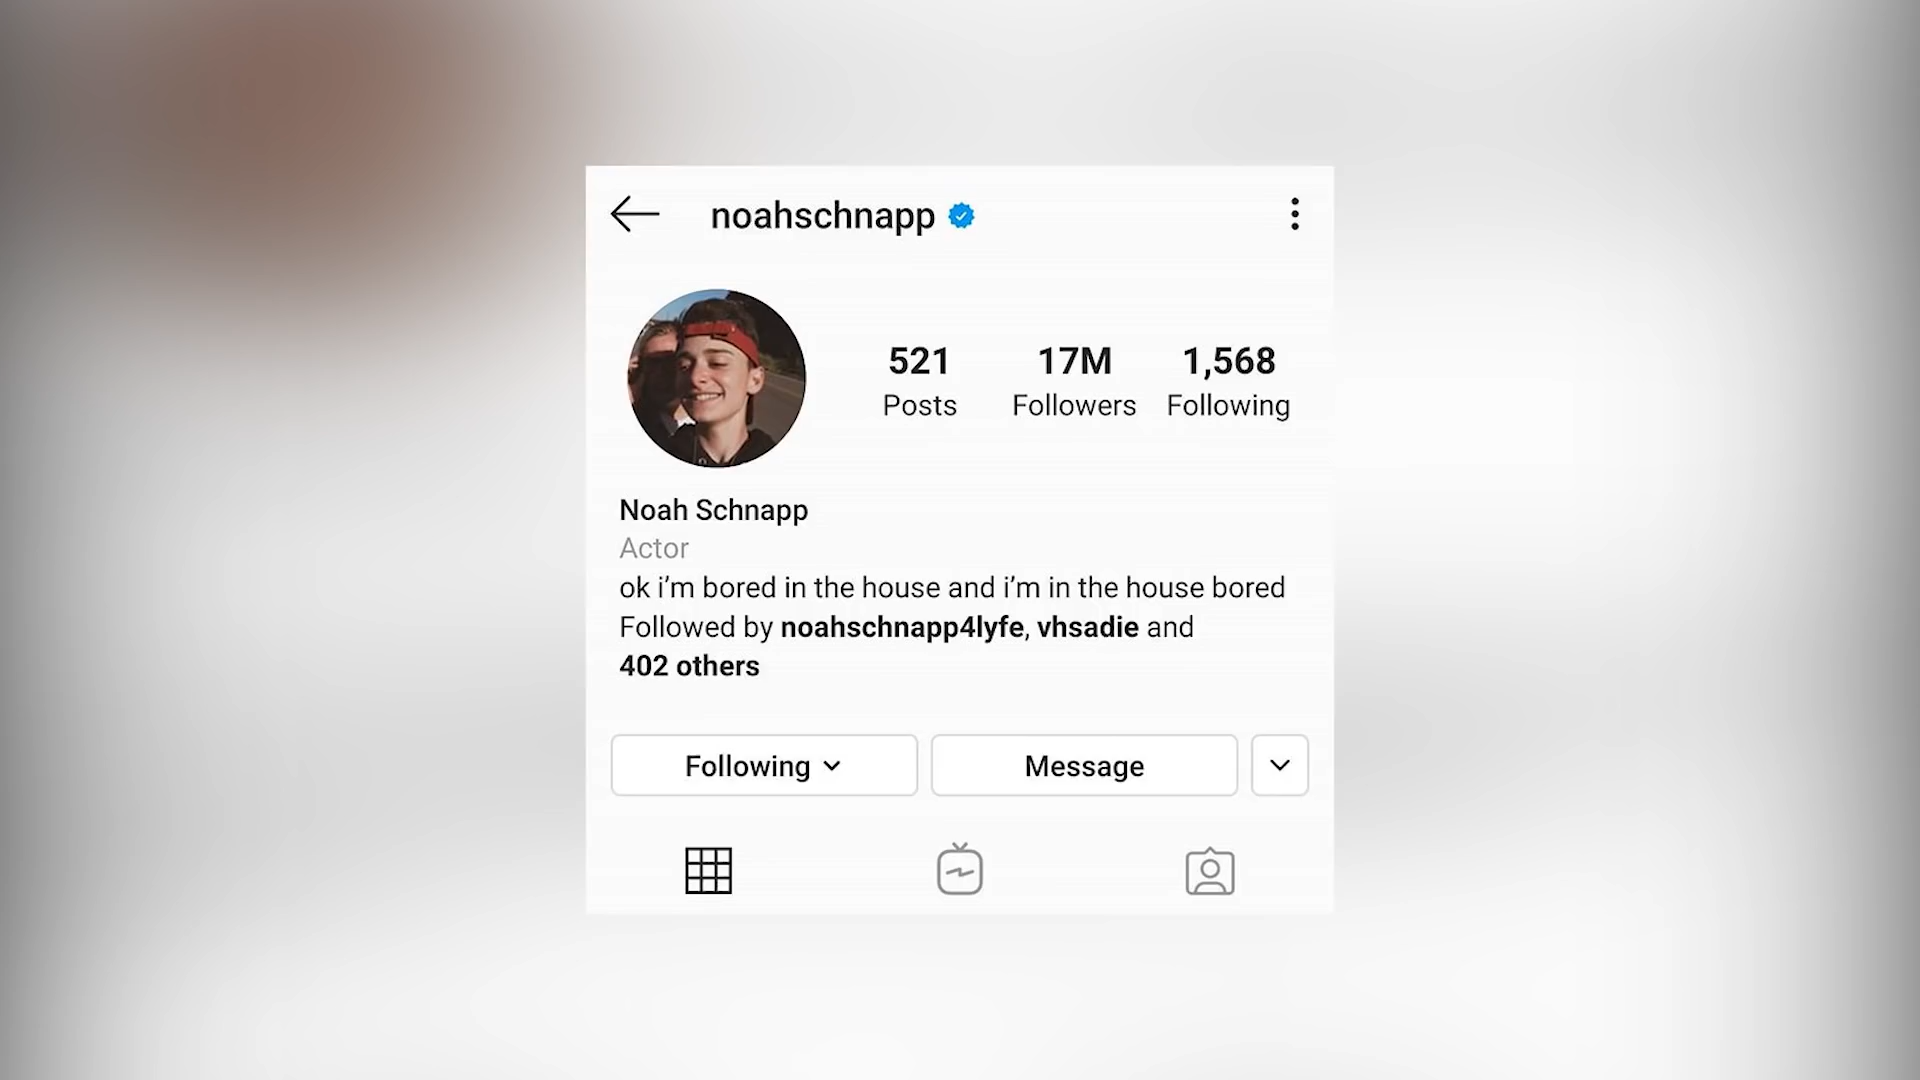 noahschnapp
521 17M 1,568
Posts Followers Following
Noah Schnapp
Actor
ok i’m bored in the house and i’m in the house bored
Followed by noahschnapp4lyfe, vhsadie and
402 others
Following Message